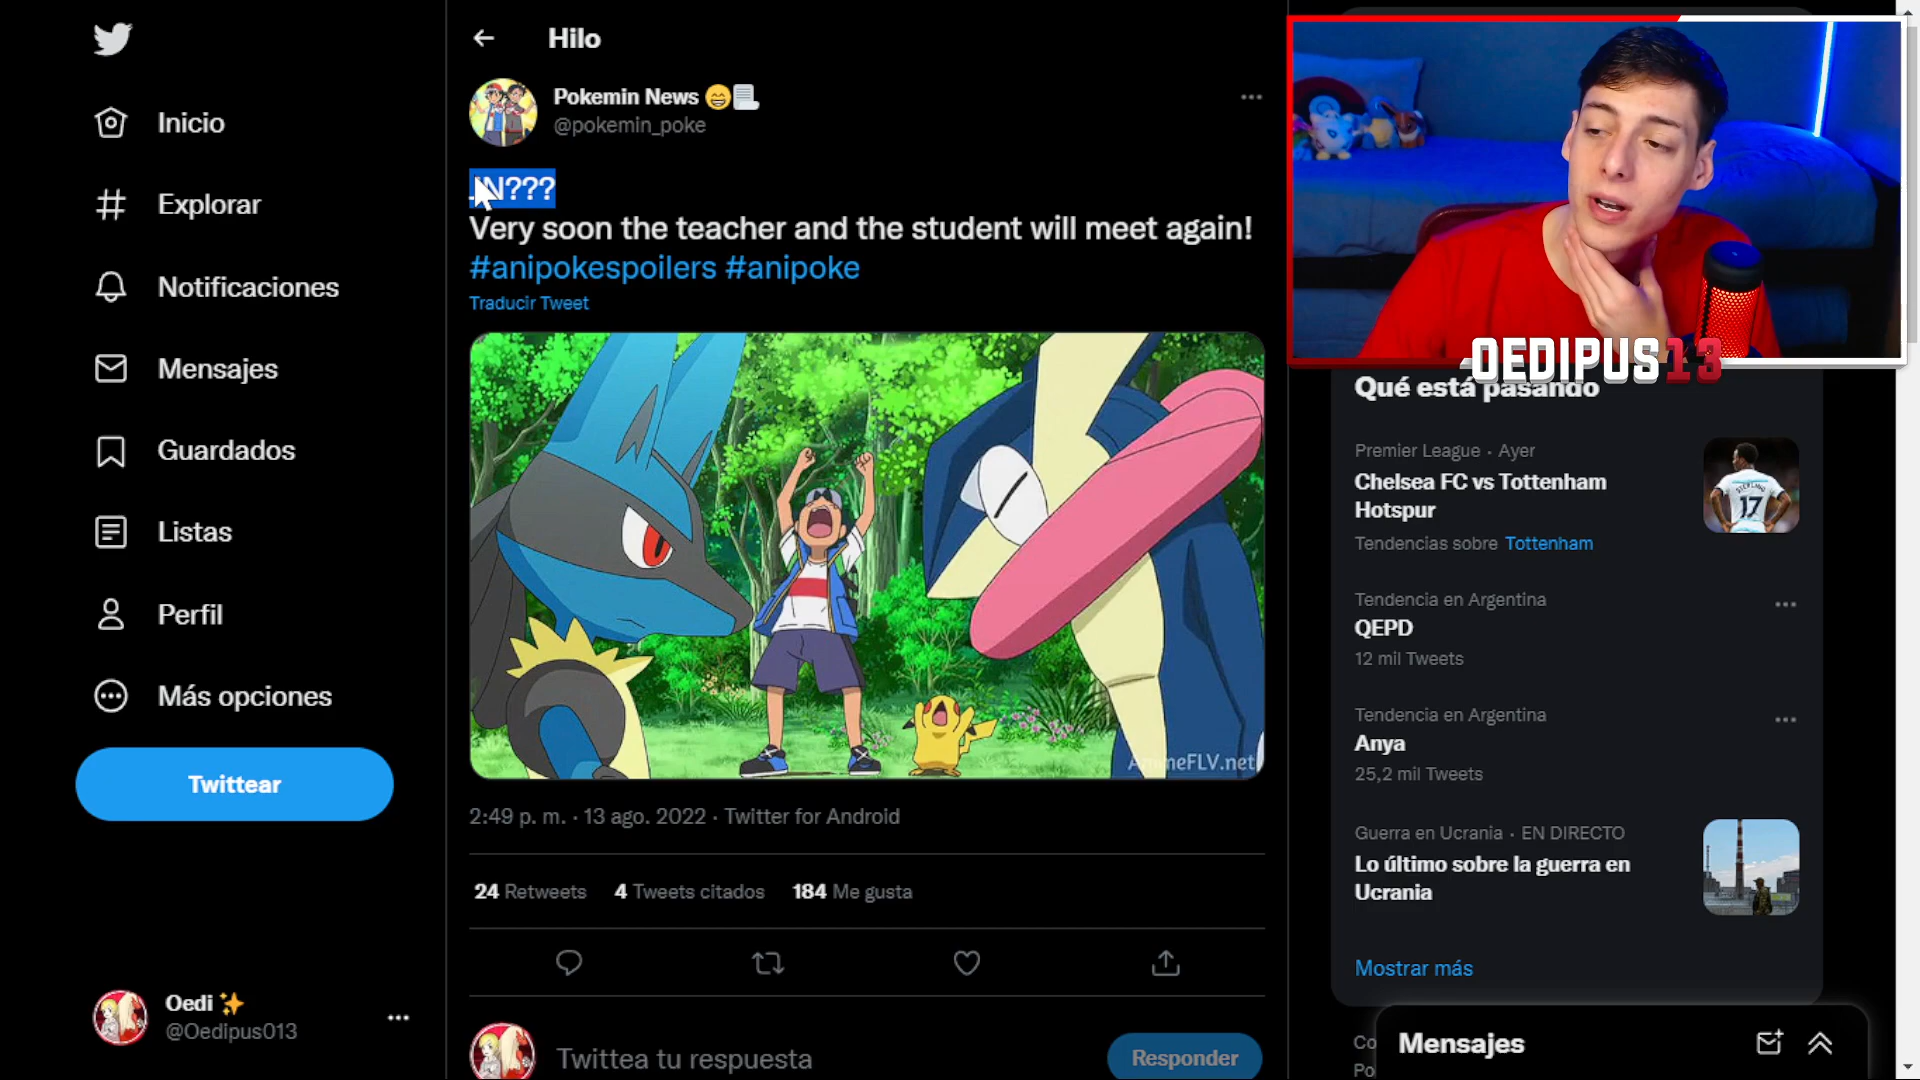 Hilo
Pokemin News
@pokemin_poke
Inicio
Explorar
Notificaciones
Mensajes
Guardados
Listas
Perfil
Más opciones
Twittear
Oedi
@Oedipus013
Very soon the teacher and the student will meet again!
#anipokespoilers #anipoke
Traducir Tweet
AnimeFLV.net
2:49 p. m. · 13 ago. 2022 · Twitter for Android
24 Retweets 4 Tweets citados 184 Me gusta
Twittea tu respuesta
Responder
OEDIPUS13
Qué está pasando
Premier League · Ayer
Chelsea FC vs Tottenham
Hotspur
Tendencias sobre Tottenham
STERLING
17
Tendencia en Argentina
QEPD
12 mil Tweets
Tendencia en Argentina
Anya
25,2 mil Tweets
Guerra en Ucrania · EN DIRECTO
Lo último sobre la guerra en
Ucrania
Mostrar más
Co
Po
Mensajes